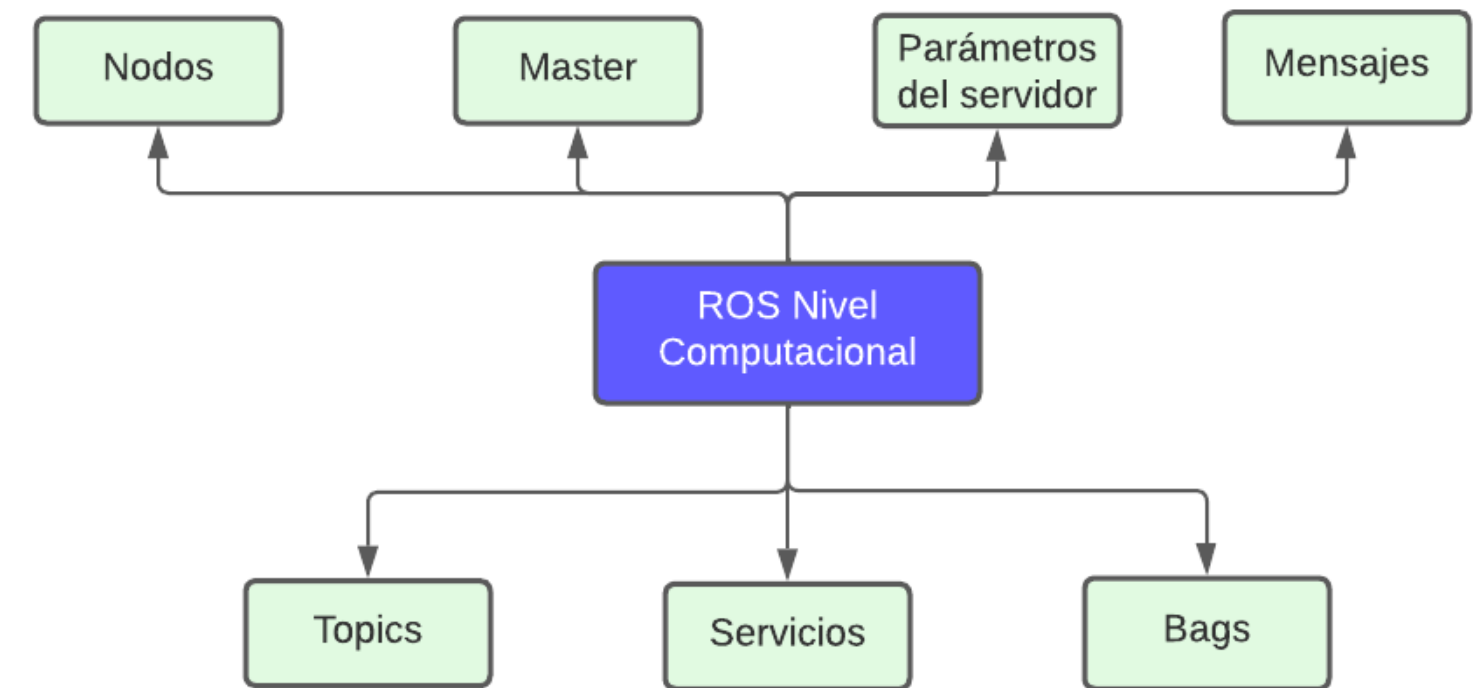 Nodos
Master
Parámetros
del servidor
Mensajes
ROS Nivel
Computacional
Topics
Servicios
Bags